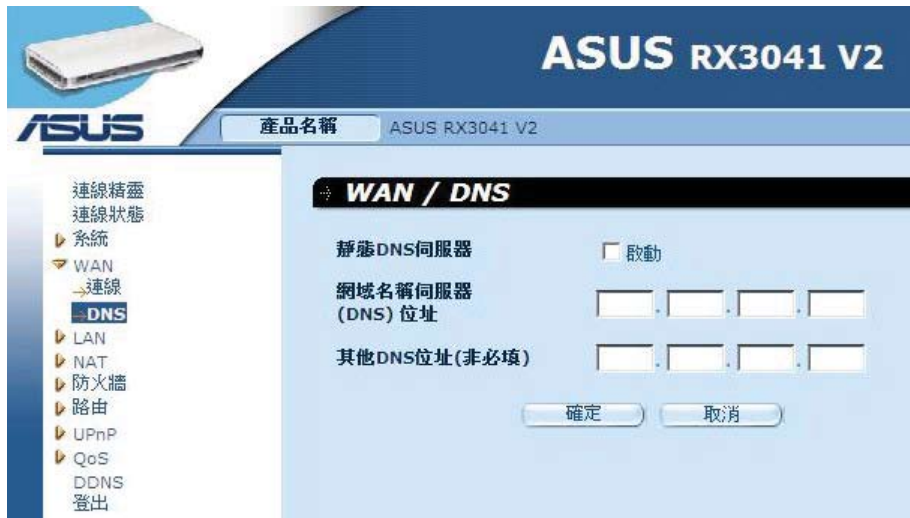 ASUS RX3041 V2
ASUS
產品名稱 ASUS RX3041 V2
連線精靈
連線狀態
系統
WAN
→連線
→DNS
LAN
NAT
防火牆
路由
UPnP
QoS
DDNS
登出
WAN / DNS
靜態DNS伺服器 啟動
網域名稱伺服器
(DNS) 位址 . . .
其他DNS位址(非必填) . . .
確定 取消